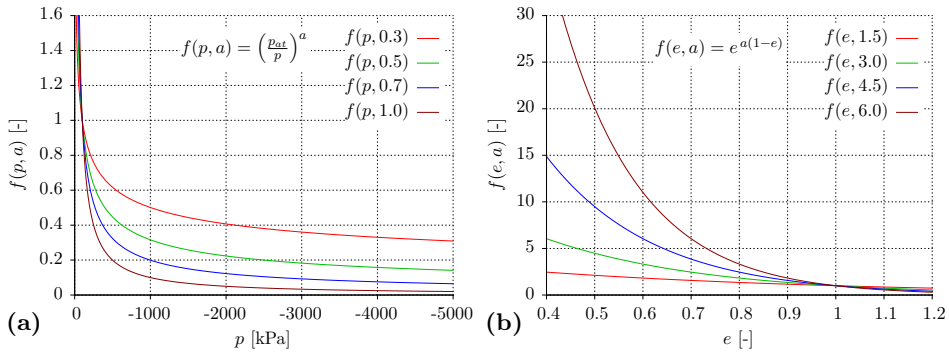 f(p, a) [-]
1.6
1.4
1.2
1
0.8
0.6
0.4
0.2
0
f(p, a) = (p_{at}/p)^a
f(p, 0.3)
f(p, 0.5)
f(p, 0.7)
f(p, 1.0)
0 -1000 -2000 -3000 -4000 -5000
(a)
p [kPa]
f(e, a) [-]
30
25
20
15
10
5
0
f(e, a) = e^{a(1−e)}
f(e, 1.5)
f(e, 3.0)
f(e, 4.5)
f(e, 6.0)
0.4 0.5 0.6 0.7 0.8 0.9 1.0 1.1 1.2
(b)
e [-]